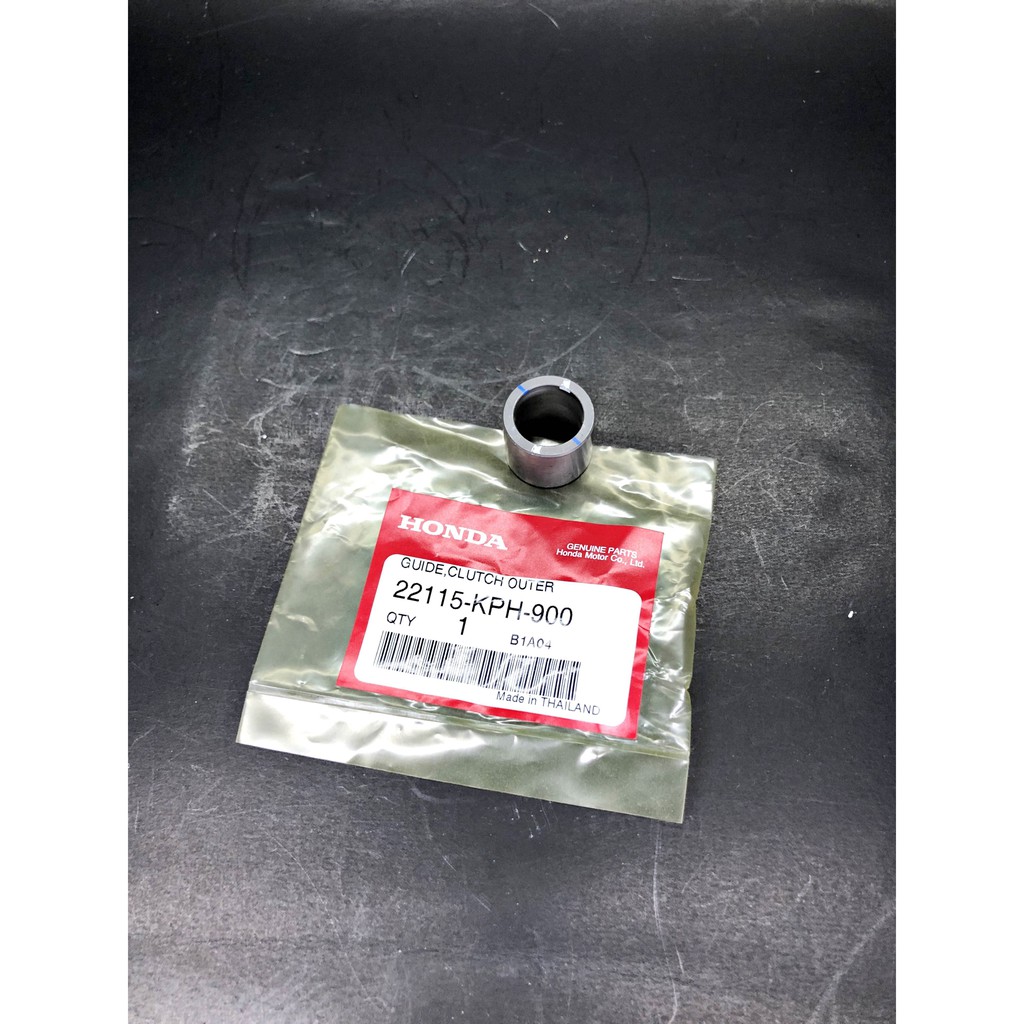 HONDA
GENUINE PARTS
Honda Motor Co., Ltd.
GUIDE,CLUTCH OUTER
22115-KPH-900
QTY 1 B1A04
Made in THAILAND